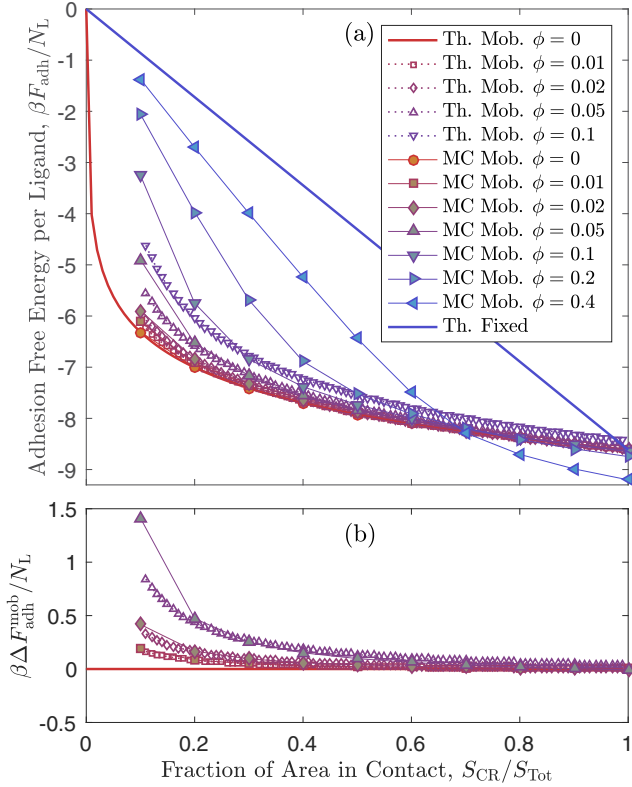 (a)
0
-1
-2
-3
-4
-5
-6
-7
-8
-9
Adhesion Free Energy per Ligand, βF_adh/N_L
Th. Mob. ϕ = 0
Th. Mob. ϕ = 0.01
Th. Mob. ϕ = 0.02
Th. Mob. ϕ = 0.05
Th. Mob. ϕ = 0.1
MC Mob. ϕ = 0
MC Mob. ϕ = 0.01
MC Mob. ϕ = 0.02
MC Mob. ϕ = 0.05
MC Mob. ϕ = 0.1
MC Mob. ϕ = 0.2
MC Mob. ϕ = 0.4
Th. Fixed
(b)
1.5
1
0.5
0
-0.5
βΔF_adh^mob/N_L
0 0.2 0.4 0.6 0.8 1
Fraction of Area in Contact, S_CR/S_Tot